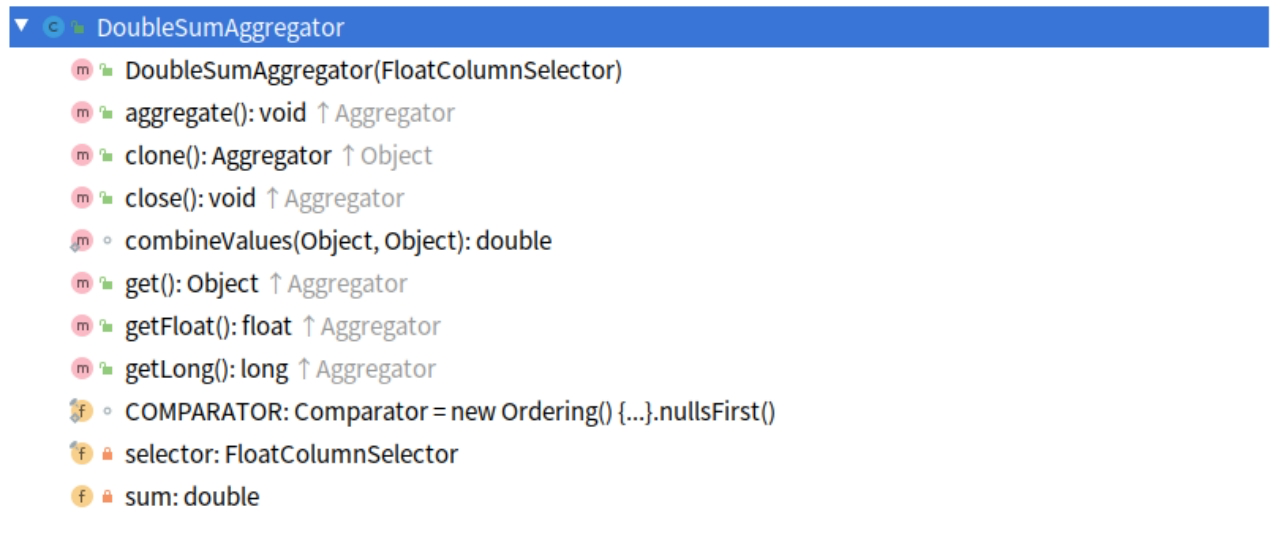 DoubleSumAggregator
DoubleSumAggregator(FloatColumnSelector)
aggregate(): void ↑Aggregator
clone(): Aggregator ↑Object
close(): void ↑Aggregator
combineValues(Object, Object): double
get(): Object ↑Aggregator
getFloat(): float ↑Aggregator
getLong(): long ↑Aggregator
COMPARATOR: Comparator = new Ordering() {...}.nullsFirst()
selector: FloatColumnSelector
sum: double